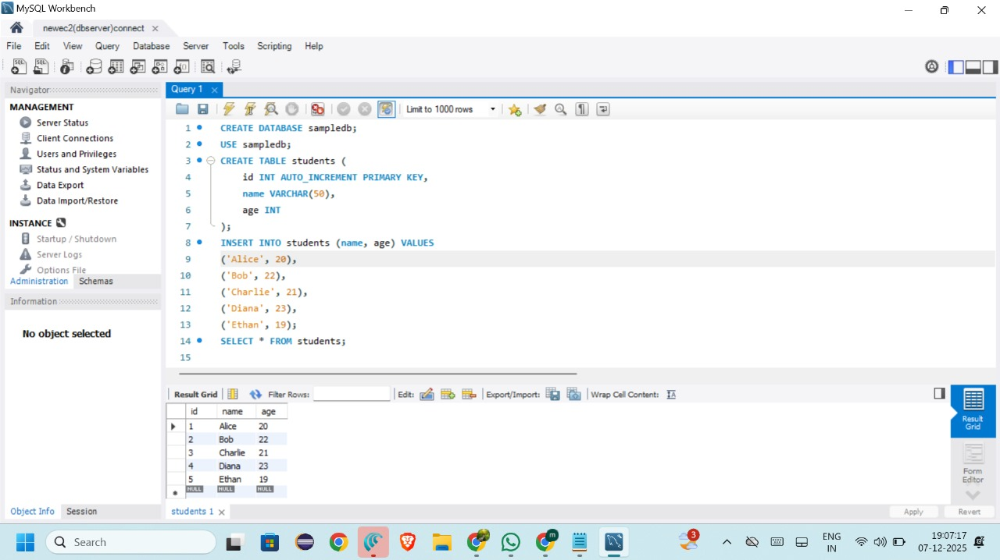 MySQL Workbench
newec2(dbserver)connect
File Edit View Query Database Server Tools Scripting Help
Navigator
MANAGEMENT
Server Status
Client Connections
Users and Privileges
Status and System Variables
Data Export
Data Import/Restore
INSTANCE
Startup / Shutdown
Server Logs
Options File
Administration Schemas
Information
No object selected
Object Info Session
Query 1
Limit to 1000 rows
1 CREATE DATABASE sampledb;
2 USE sampledb;
3 CREATE TABLE students (
4 id INT AUTO_INCREMENT PRIMARY KEY,
5 name VARCHAR(50),
6 age INT
7 );
8 INSERT INTO students (name, age) VALUES
9 ('Alice', 20),
10 ('Bob', 22),
11 ('Charlie', 21),
12 ('Diana', 23),
13 ('Ethan', 19);
14 SELECT * FROM students;
15
Result Grid Filter Rows: Edit: Export/Import: Wrap Cell Content:
id name age
1 Alice 20
2 Bob 22
3 Charlie 21
4 Diana 23
5 Ethan 19
NULL NULL NULL
Result
Grid
Form
Editor
students 1
Apply Revert
Search
3
m
ENG
IN
19:07:17
07-12-2025